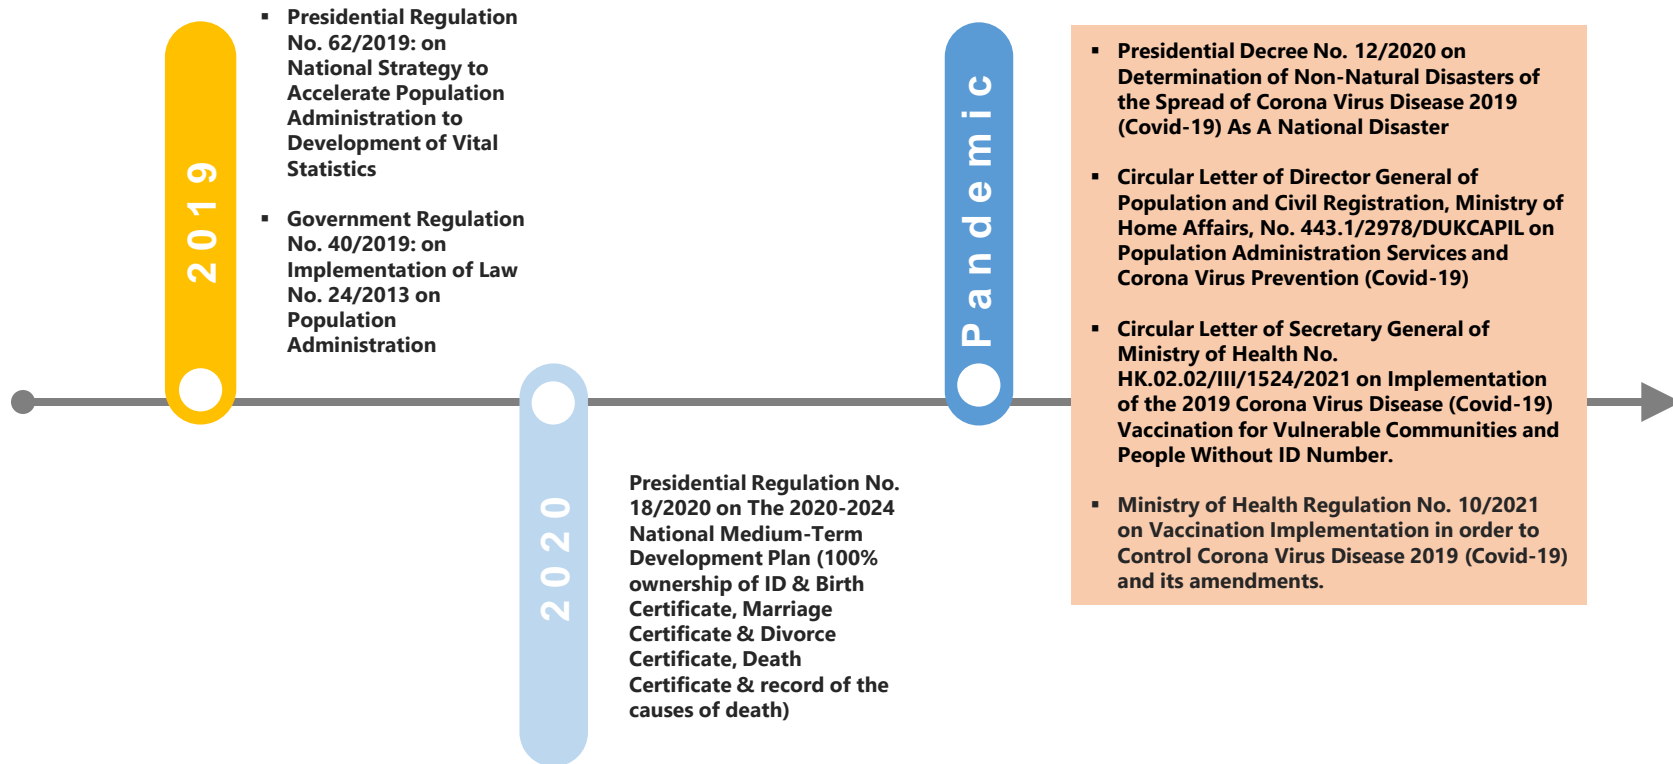 2019
▪ Presidential Regulation
No. 62/2019: on
National Strategy to
Accelerate Population
Administration to
Development of Vital
Statistics
▪ Government Regulation
No. 40/2019: on
Implementation of Law
No. 24/2013 on
Population
Administration
2020
Presidential Regulation No.
18/2020 on The 2020-2024
National Medium-Term
Development Plan (100%
ownership of ID & Birth
Certificate, Marriage
Certificate & Divorce
Certificate, Death
Certificate & record of the
causes of death)
Pandemic
▪ Presidential Decree No. 12/2020 on
Determination of Non-Natural Disasters of
the Spread of Corona Virus Disease 2019
(Covid-19) As A National Disaster
▪ Circular Letter of Director General of
Population and Civil Registration, Ministry of
Home Affairs, No. 443.1/2978/DUKCAPIL on
Population Administration Services and
Corona Virus Prevention (Covid-19)
▪ Circular Letter of Secretary General of
Ministry of Health No.
HK.02.02/III/1524/2021 on Implementation
of the 2019 Corona Virus Disease (Covid-19)
Vaccination for Vulnerable Communities and
People Without ID Number.
▪ Ministry of Health Regulation No. 10/2021
on Vaccination Implementation in order to
Control Corona Virus Disease 2019 (Covid-19)
and its amendments.